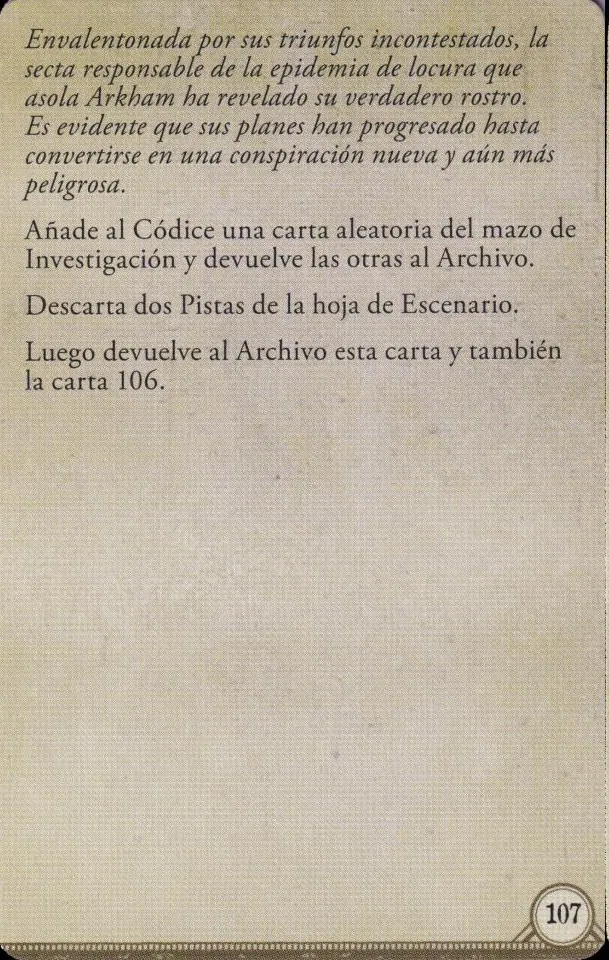 Envalentonada por sus triunfos incontestados, la
secta responsable de la epidemia de locura que
asola Arkham ha revelado su verdadero rostro.
Es evidente que sus planes han progresado hasta
convertirse en una conspiración nueva y aún más
peligrosa.
Añade al Códice una carta aleatoria del mazo de
Investigación y devuelve las otras al Archivo.
Descarta dos Pistas de la hoja de Escenario.
Luego devuelve al Archivo esta carta y también
la carta 106.
107